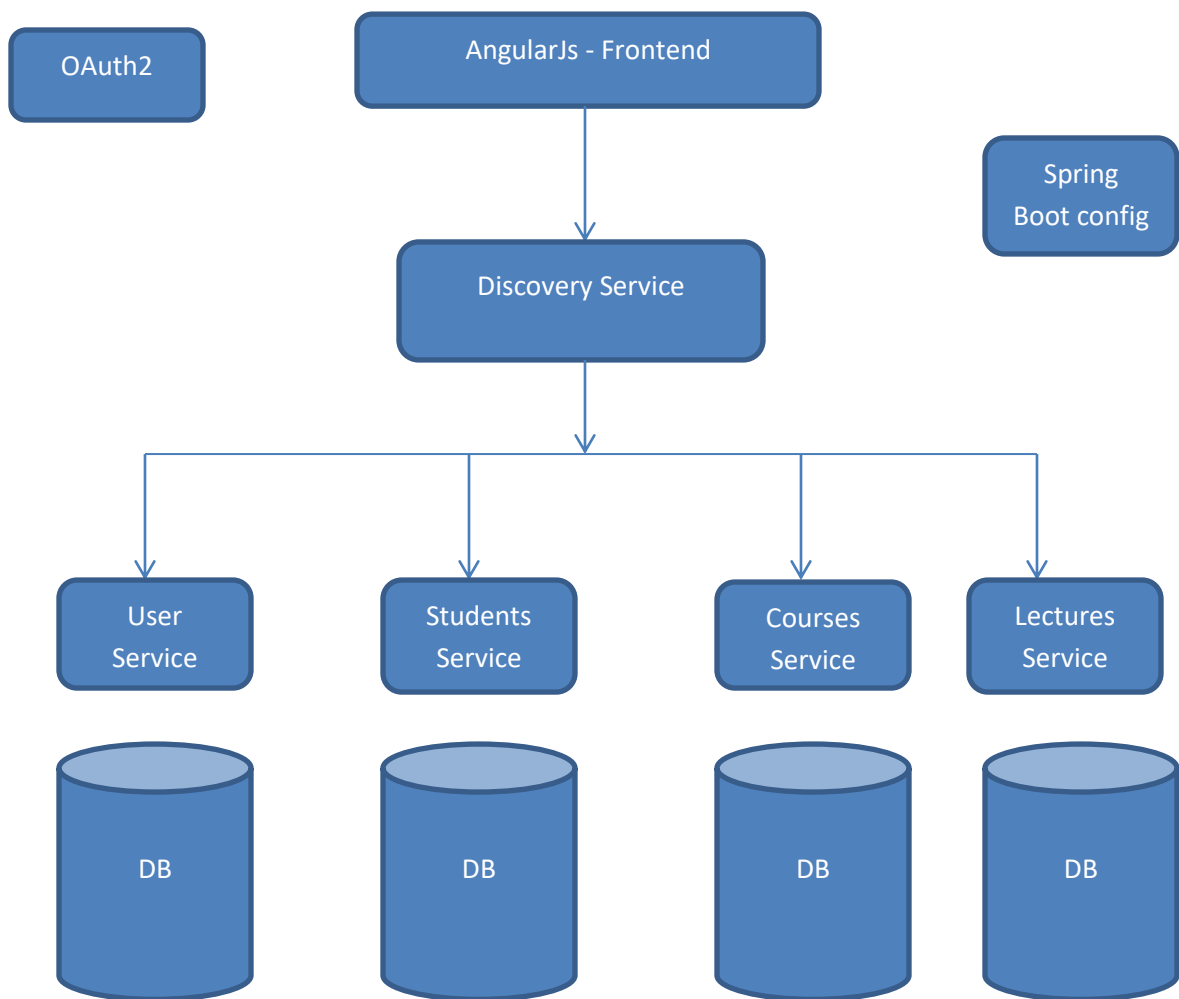 OAuth2
AngularJs - Frontend
Spring
Boot config
Discovery Service
User
Service
Students
Service
Courses
Service
Lectures
Service
DB
DB
DB
DB